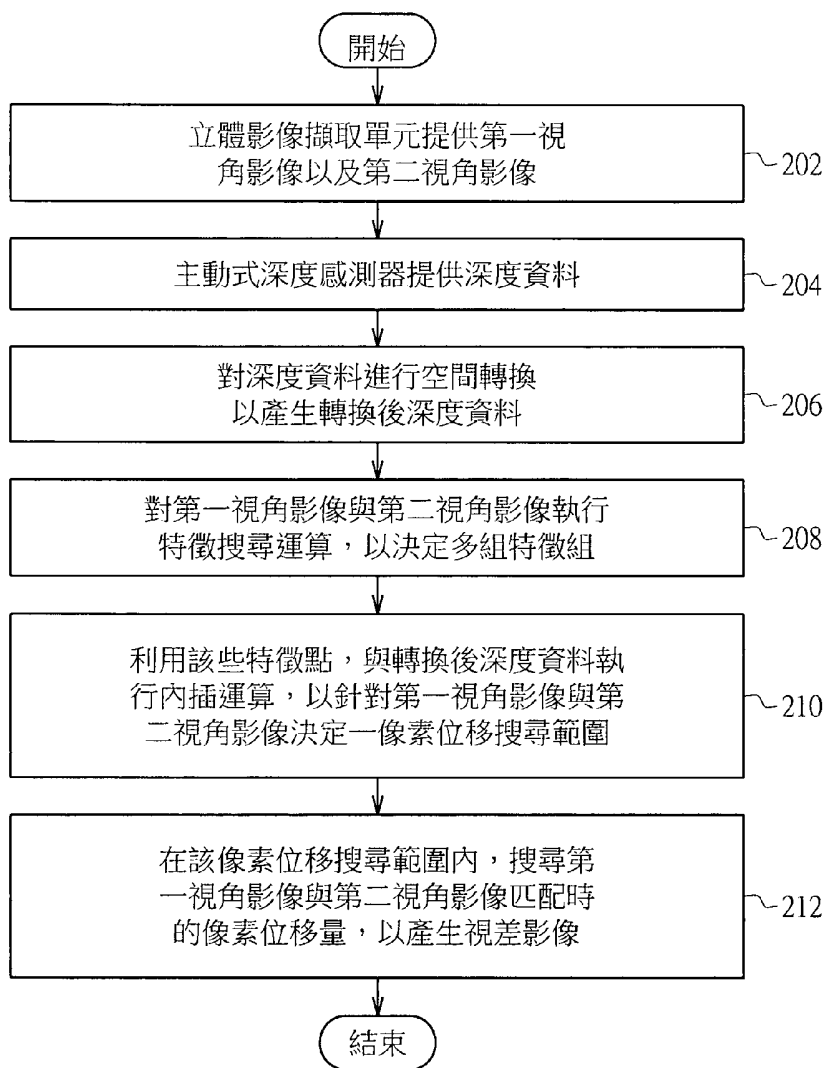 開始
立體影像擷取單元提供第一視
角影像以及第二視角影像
202
主動式深度感測器提供深度資料
204
對深度資料進行空間轉換
以產生轉換後深度資料
206
對第一視角影像與第二視角影像執行
特徵搜尋運算，以決定多組特徵組
208
利用該些特徵點，與轉換後深度資料執
行內插運算，以針對第一視角影像與第
二視角影像決定一像素位移搜尋範圍
210
在該像素位移搜尋範圍內，搜尋第
一視角影像與第二視角影像匹配時
的像素位移量，以產生視差影像
212
結束